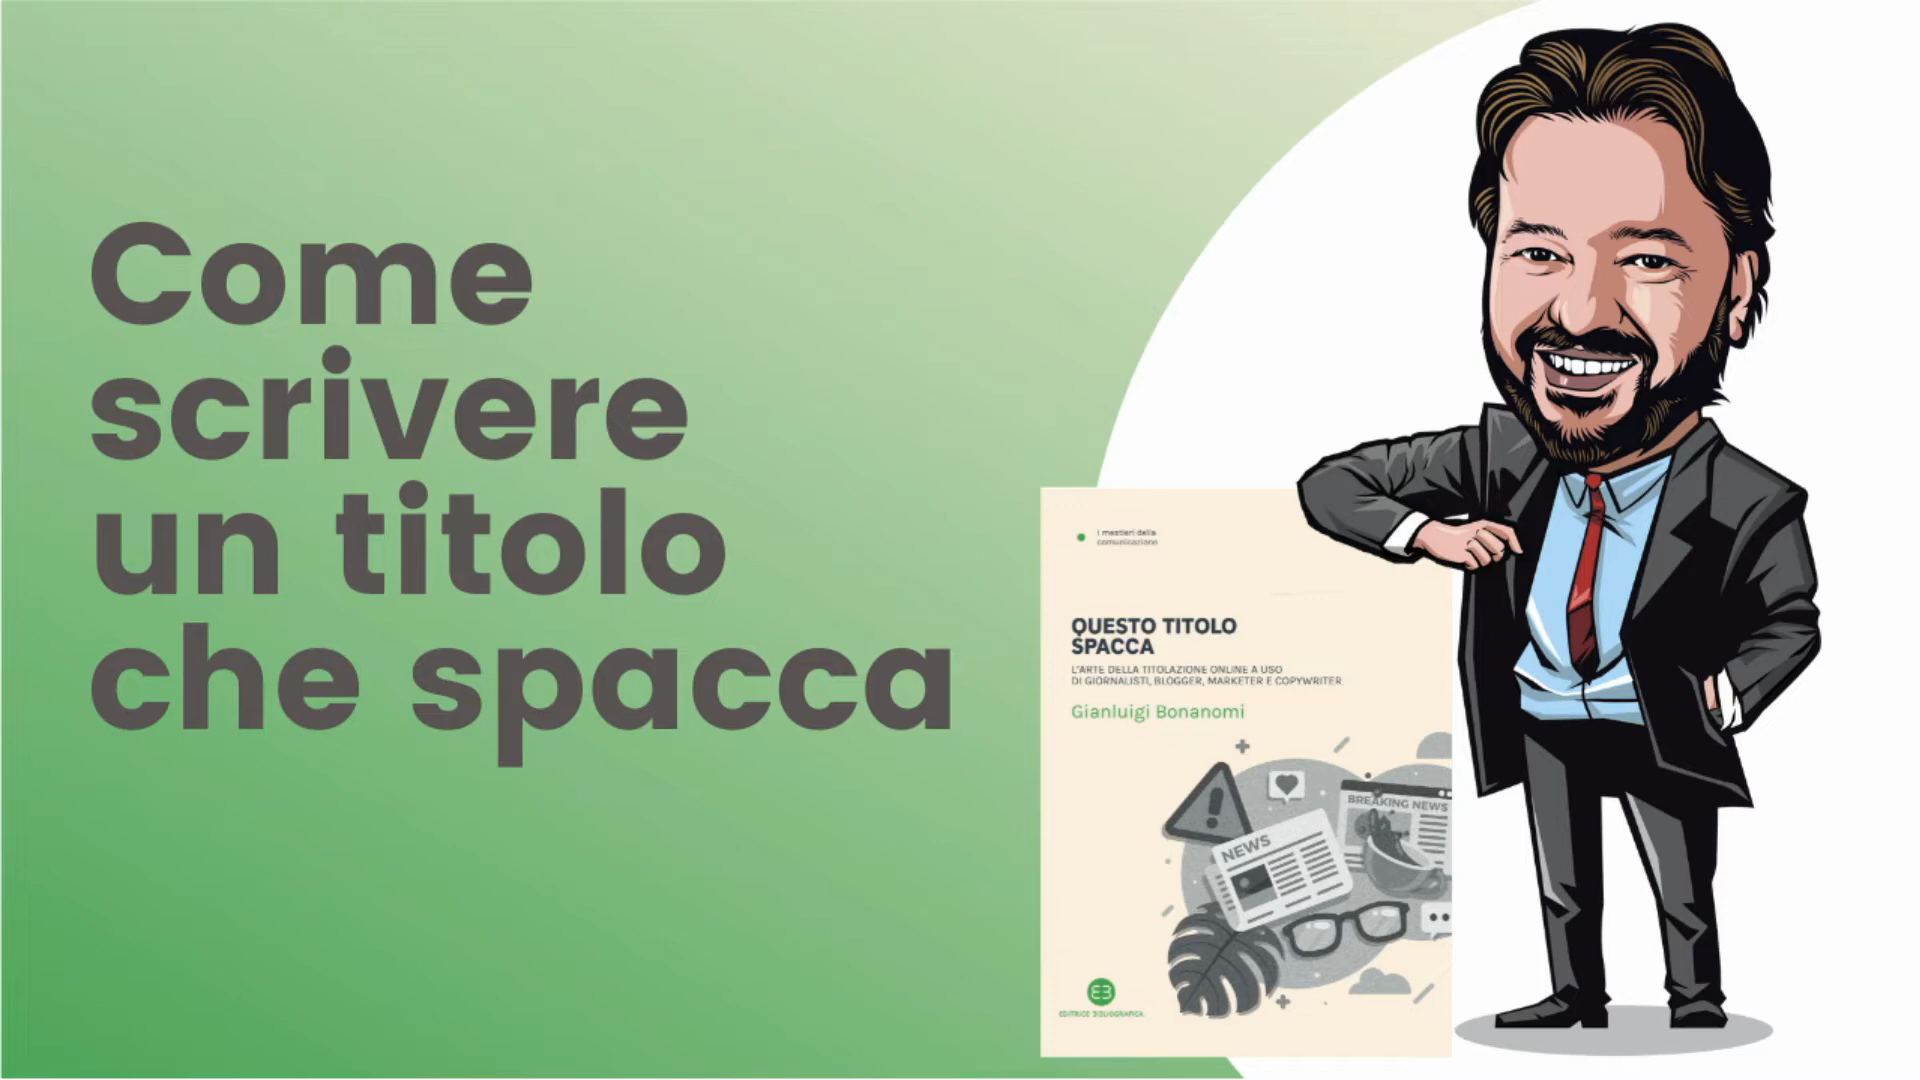 Come
scrivere
un titolo
che spacca
i mestieri della
comunicazione
QUESTO TITOLO
SPACCA
L'ARTE DELLA TITOLAZIONE ONLINE A USO
DI GIORNALISTI, BLOGGER, MARKETER E COPYWRITER
Gianluigi Bonanomi
BREAKING NEWS
NEWS
EDITRICE BIBLIOGRAFICA